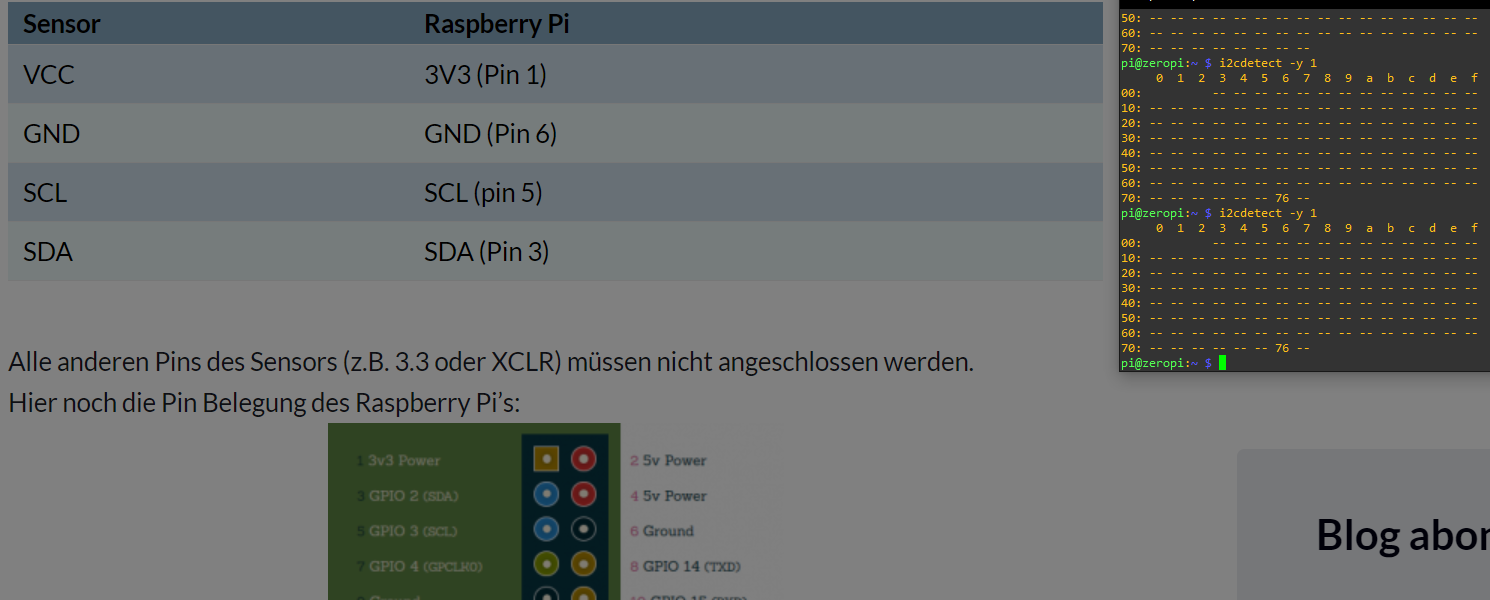 Sensor Raspberry Pi
VCC 3V3 (Pin 1)
GND GND (Pin 6)
SCL SCL (pin 5)
SDA SDA (Pin 3)
Alle anderen Pins des Sensors (z.B. 3.3 oder XCLR) müssen nicht angeschlossen werden.
Hier noch die Pin Belegung des Raspberry Pi's:
1 3v3 Power 2 5v Power
3 GPIO 2 (SDA) 4 5v Power
5 GPIO 3 (SCL) 6 Ground
7 GPIO 4 (GPCLK0) 8 GPIO 14 (TXD)
50: -- -- -- -- -- -- -- -- -- -- -- -- -- -- -- --
60: -- -- -- -- -- -- -- -- -- -- -- -- -- -- -- --
70: -- -- -- -- -- -- -- --
pi@zeropi:~ $ i2cdetect -y 1
0 1 2 3 4 5 6 7 8 9 a b c d e f
00: -- -- -- -- -- -- -- -- -- -- -- -- --
10: -- -- -- -- -- -- -- -- -- -- -- -- -- -- -- --
20: -- -- -- -- -- -- -- -- -- -- -- -- -- -- -- --
30: -- -- -- -- -- -- -- -- -- -- -- -- -- -- -- --
40: -- -- -- -- -- -- -- -- -- -- -- -- -- -- -- --
50: -- -- -- -- -- -- -- -- -- -- -- -- -- -- -- --
60: -- -- -- -- -- -- -- -- -- -- -- -- -- -- -- --
70: -- -- -- -- -- -- 76 --
pi@zeropi:~ $ i2cdetect -y 1
0 1 2 3 4 5 6 7 8 9 a b c d e f
00: -- -- -- -- -- -- -- -- -- -- -- -- --
10: -- -- -- -- -- -- -- -- -- -- -- -- -- -- -- --
20: -- -- -- -- -- -- -- -- -- -- -- -- -- -- -- --
30: -- -- -- -- -- -- -- -- -- -- -- -- -- -- -- --
40: -- -- -- -- -- -- -- -- -- -- -- -- -- -- -- --
50: -- -- -- -- -- -- -- -- -- -- -- -- -- -- -- --
60: -- -- -- -- -- -- -- -- -- -- -- -- -- -- -- --
70: -- -- -- -- -- -- 76 --
pi@zeropi:~ $
Blog abon